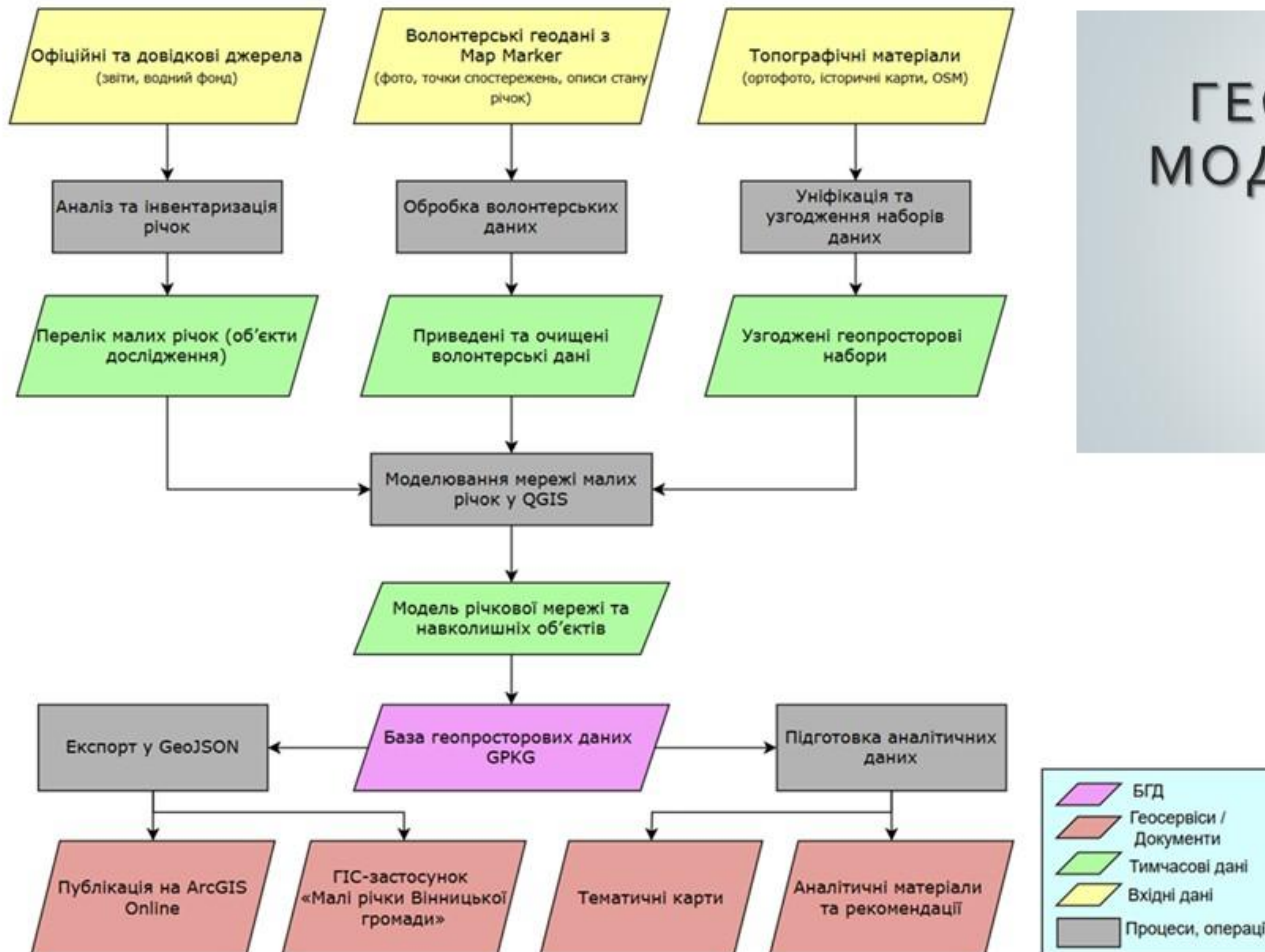 Офіційні та довідкові джерела
(звіти, водний фонд)
Волонтерські геодані з
Map Marker
(фото, точки спостережень, описи стану
річок)
Топографічні матеріали
(ортофото, історичні карти, OSM)
Аналіз та інвентаризація
річок
Обробка волонтерських
даних
Уніфікація та
узгодження наборів
даних
Перелік малих річок (об’єкти
дослідження)
Приведені та очищені
волонтерські дані
Узгоджені геопросторові
набори
Моделювання мережі малих
річок у QGIS
Модель річкової мережі та
навколишніх об’єктів
Експорт у GeoJSON
База геопросторових даних
GPKG
Підготовка аналітичних
даних
Публікація на ArcGIS
Online
ГІС-застосунок
«Малі річки Вінницької
громади»
Тематичні карти
Аналітичні матеріали
та рекомендації
БГД
Геосервіси /
Документи
Тимчасові дані
Вхідні дані
Процеси, операції